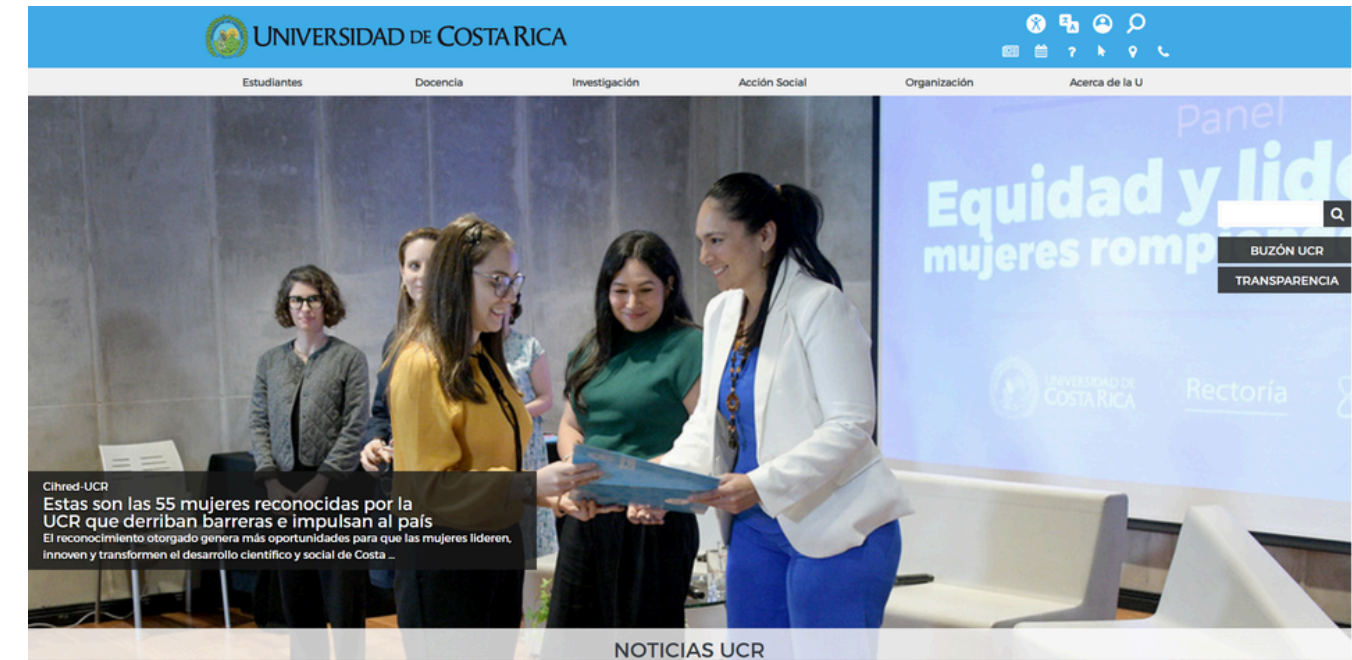 UNIVERSIDAD DE COSTA RICA
Estudiantes Docencia Investigación Acción Social Organización Acerca de la U
Panel
Equidad y
mujeres
BUZÓN UCR
TRANSPARENCIA
UNIVERSIDAD DE
COSTA RICA
Rectoría
Cihred-UCR
Estas son las 55 mujeres reconocidas por la
UCR que derriban barreras e impulsan al país
El reconocimiento otorgado genera más oportunidades para que las mujeres lideren,
innoven y transformen el desarrollo científico y social de Costa ...
NOTICIAS UCR